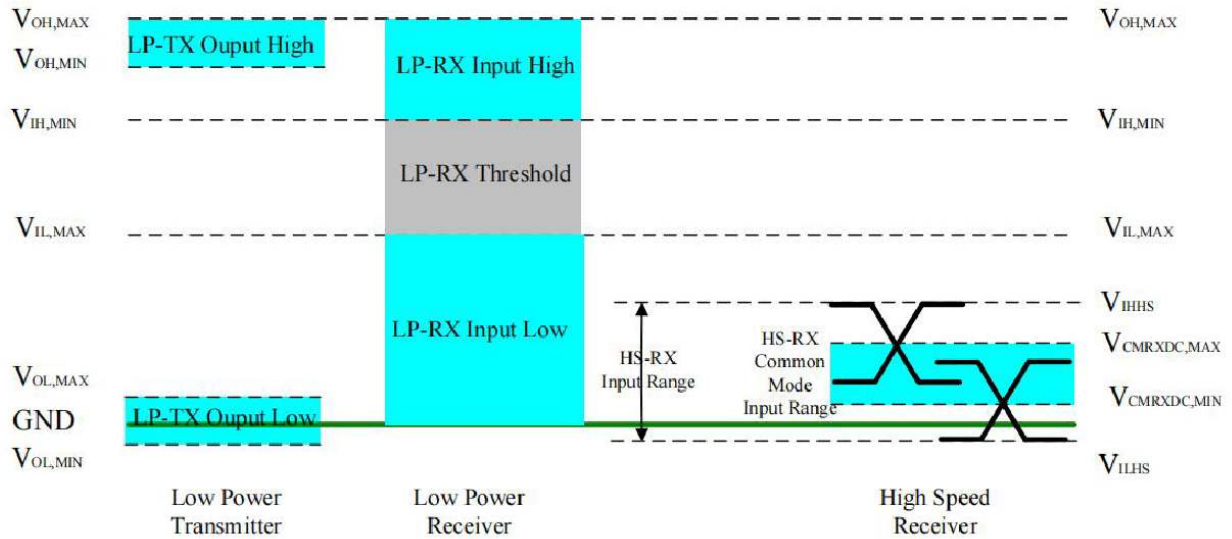 VOH,MAX
LP-TX Ouput High
VOH,MIN
LP-RX Input High
VOH,MAX
VIH,MIN
VIH,MIN
LP-RX Threshold
VIL,MAX
VIL,MAX
LP-RX Input Low
VIHHS
HS-RX
Input Range
HS-RX
Common
Mode
Input Range
VCMRXDC,MAX
VCMRXDC,MIN
VOL,MAX
GND
LP-TX Ouput Low
VOL,MIN
VILHS
Low Power
Transmitter
Low Power
Receiver
High Speed
Receiver